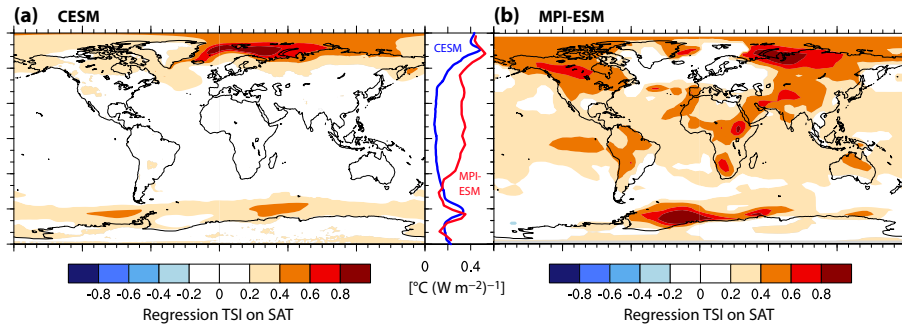 (a) CESM
CESM
MPI-
ESM
(b) MPI-ESM
-0.8 -0.6 -0.4 -0.2 0 0.2 0.4 0.6 0.8
Regression TSI on SAT
0 0.4
[°C (W m−2)−1]
-0.8 -0.6 -0.4 -0.2 0 0.2 0.4 0.6 0.8
Regression TSI on SAT